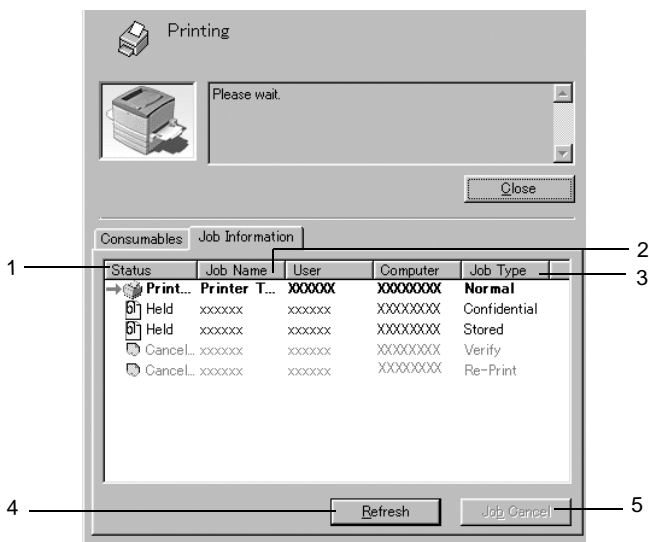 Printing
Please wait.
Close
Consumables Job Information
2
1
Status Job Name User Computer Job Type
3
Print... Printer T... XXXXXX XXXXXXXX Normal
Held xxxxxx xxxxxx XXXXXXXX Confidential
Held xxxxxx xxxxxx XXXXXXXX Stored
Cancel... xxxxxx xxxxxx XXXXXXXX Verify
Cancel... xxxxxx xxxxxx XXXXXXXX Re-Print
4
Refresh Job Cancel
5